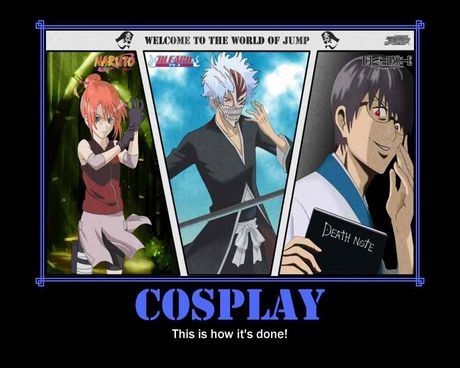 WELCOME TO THE WORLD OF JUMP
NARUTO
BLEACH
DEATH NOTE
DEATH NOTE
COSPLAY
This is how it's done!